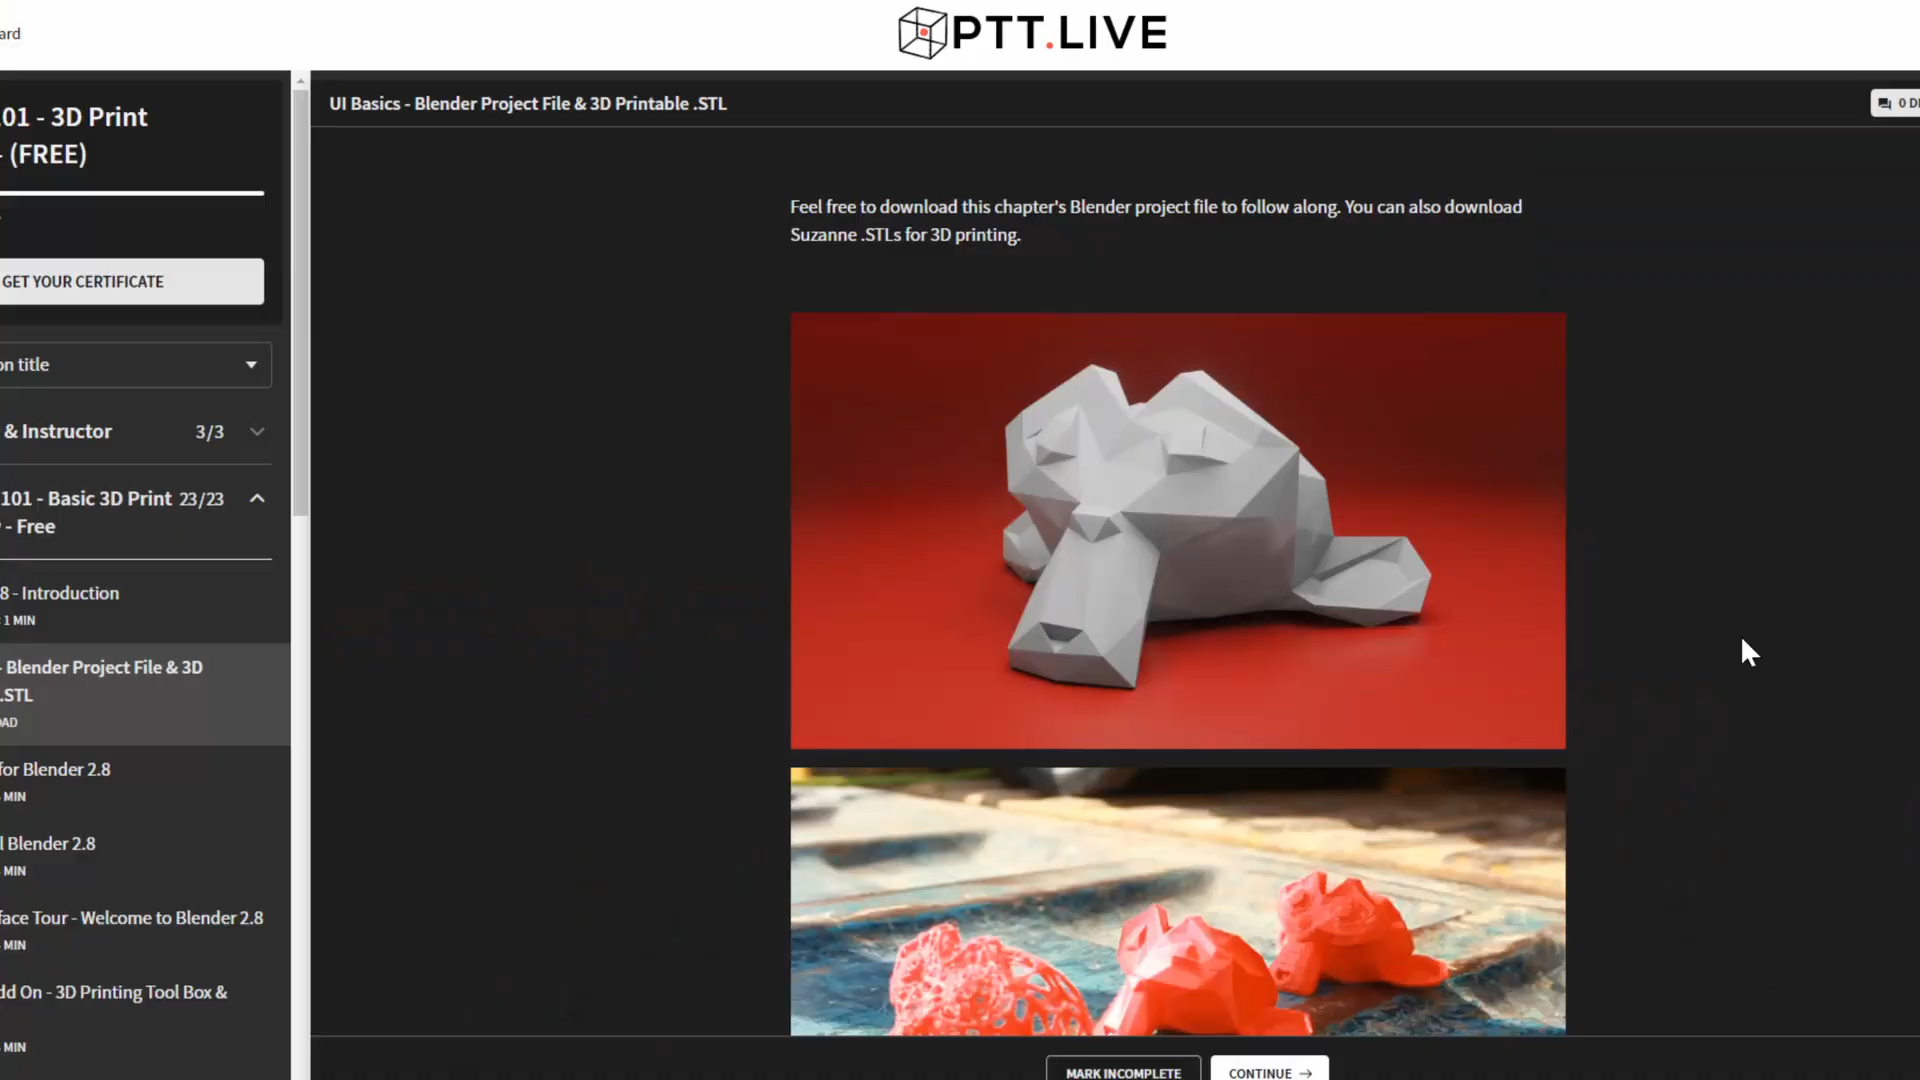 ard
PTT.LIVE
01 - 3D Print
- (FREE)
GET YOUR CERTIFICATE
on title
& Instructor 3/3
101 - Basic 3D Print 23/23
- Free
8 - Introduction
1 MIN
- Blender Project File & 3D
.STL
OAD
for Blender 2.8
MIN
l Blender 2.8
MIN
face Tour - Welcome to Blender 2.8
MIN
dd On - 3D Printing Tool Box &
MIN
UI Basics - Blender Project File & 3D Printable .STL
0 DI
Feel free to download this chapter's Blender project file to follow along. You can also download
Suzanne .STLs for 3D printing.
MARK INCOMPLETE
CONTINUE →